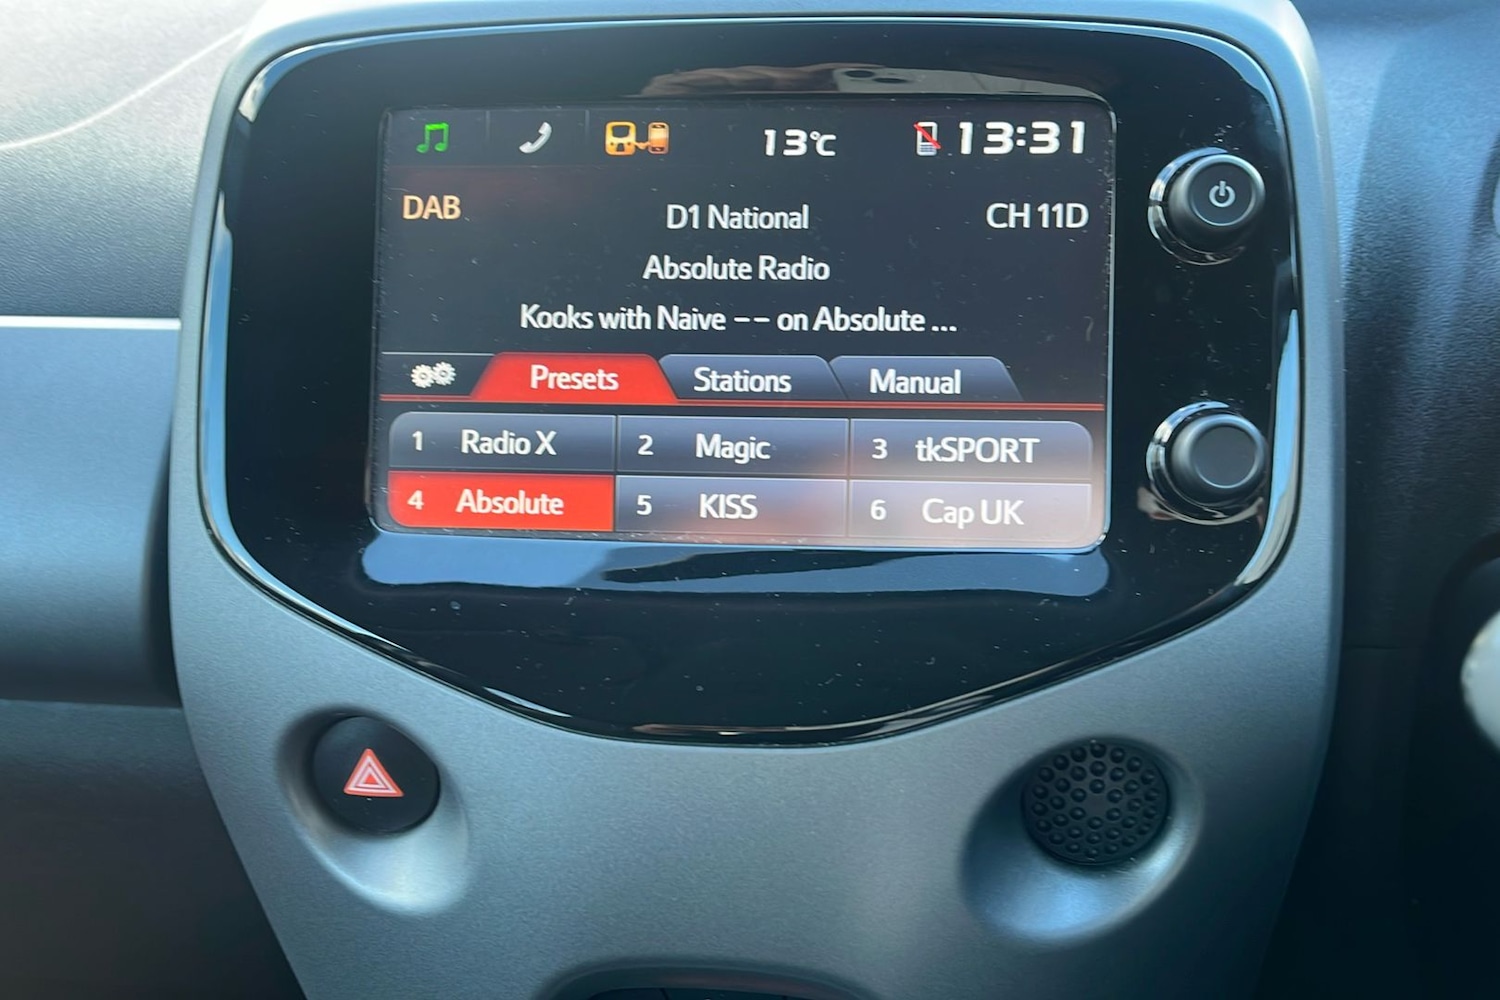 13°C 13:31
DAB D1 National CH 11D
Absolute Radio
Kooks with Naive -- on Absolute ...
Presets Stations Manual
1 Radio X 2 Magic 3 tkSPORT
4 Absolute 5 KISS 6 Cap UK